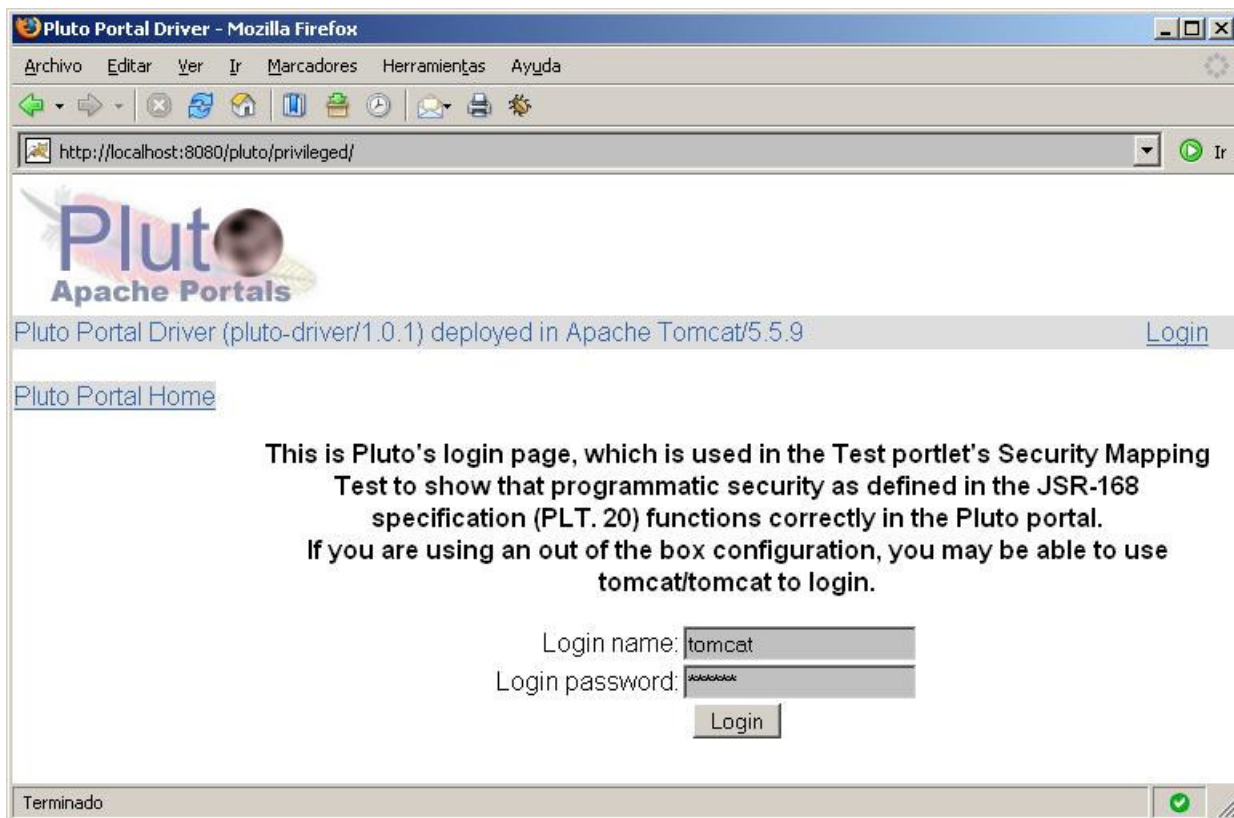 Pluto Portal Driver - Mozilla Firefox
Archivo Editar Ver Ir Marcadores Herramientas Ayuda
http://localhost:8080/pluto/privileged/ Ir
Pluto
Apache Portals
Pluto Portal Driver (pluto-driver/1.0.1) deployed in Apache Tomcat/5.5.9 Login
Pluto Portal Home
This is Pluto's login page, which is used in the Test portlet's Security Mapping
Test to show that programmatic security as defined in the JSR-168
specification (PLT. 20) functions correctly in the Pluto portal.
If you are using an out of the box configuration, you may be able to use
tomcat/tomcat to login.
Login name: tomcat
Login password: *******
Login
Terminado